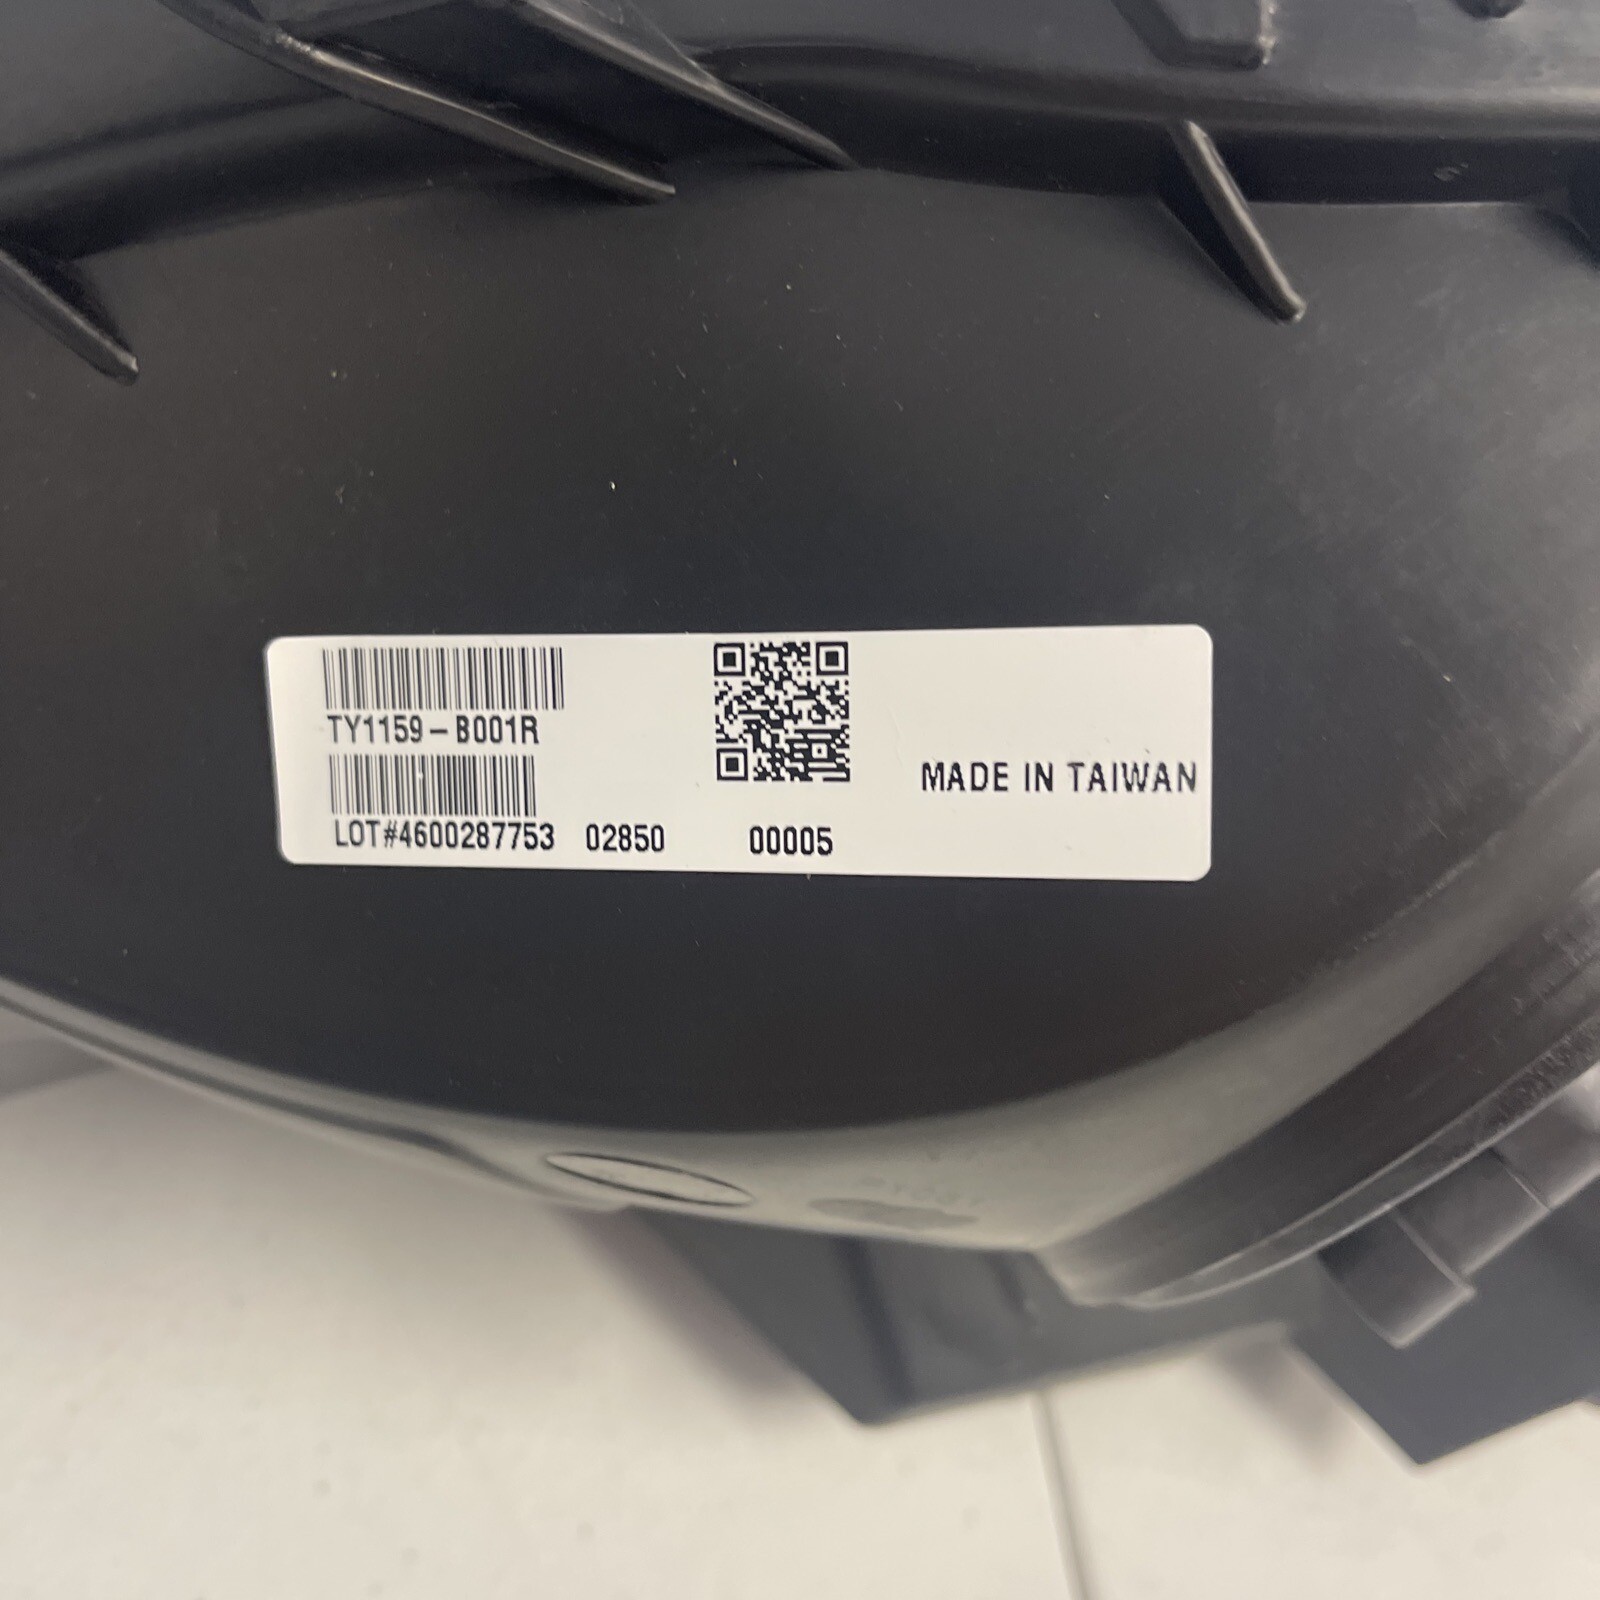 TY1159-B001R
LOT#4600287753 02850 00005
MADE IN TAIWAN